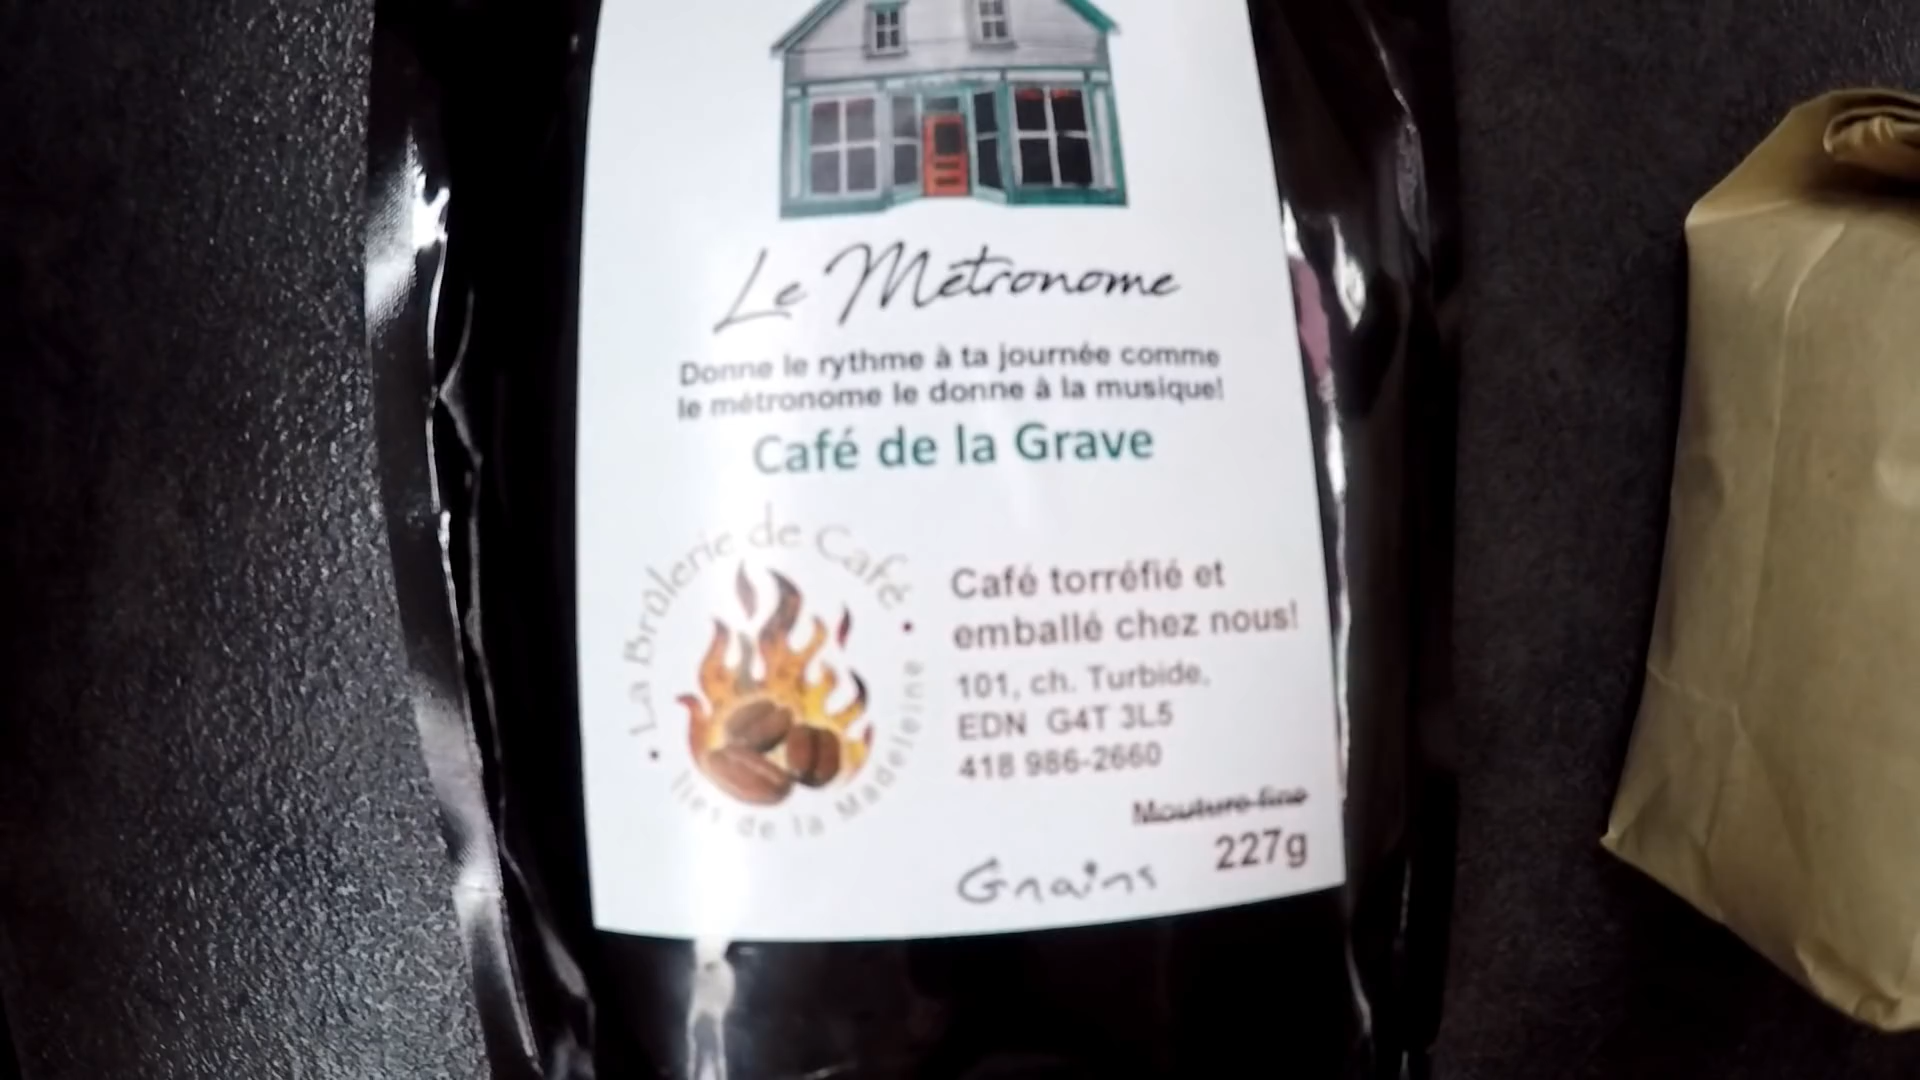 Le Métronome
Donne le rythme à ta journée comme
le métronome le donne à la musique!
Café de la Grave
La Brûlerie de Café
Îles de la Madeleine
Café torréfié et
emballé chez nous!
101, ch. Turbide,
EDN G4T 3L5
418 986-2660
Mouture fine
227g
Grains